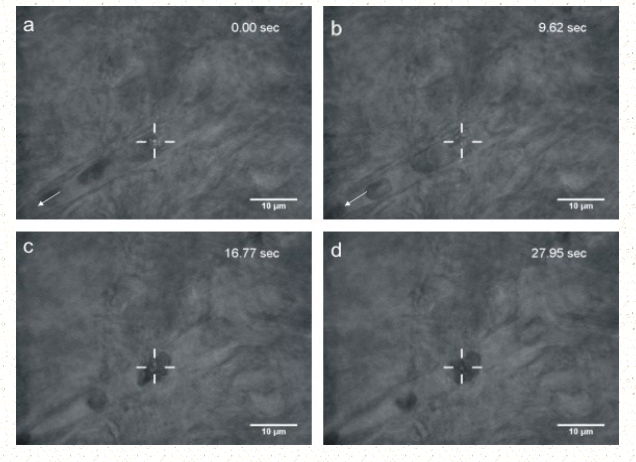 a
0.00 sec
10 μm
b
9.62 sec
10 μm
c
16.77 sec
10 μm
d
27.95 sec
10 μm